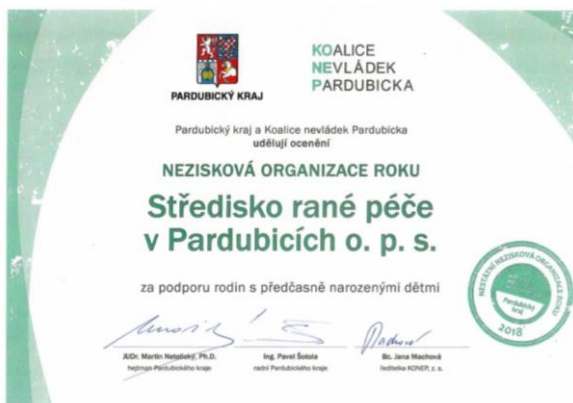 PARDUBICKÝ KRAJ
KOALICE
NEVLÁDEK
PARDUBICKA
Pardubický kraj a Koalice nevládek Pardubicka
udělují ocenění
NEZISKOVÁ ORGANIZACE ROKU
Středisko rané péče
v Pardubicích o. p. s.
za podporu rodin s předčasně narozenými dětmi
JUDr. Martin Netolický, Ph.D.
hejtman Pardubického kraje
Ing. Pavel Šotola
radní Pardubického kraje
Bc. Jana Machová
ředitelka KONEP, z. s.
NESTÁTNÍ NEZISKOVÁ ORGANIZACE ROKU
Pardubický
kraj
2018